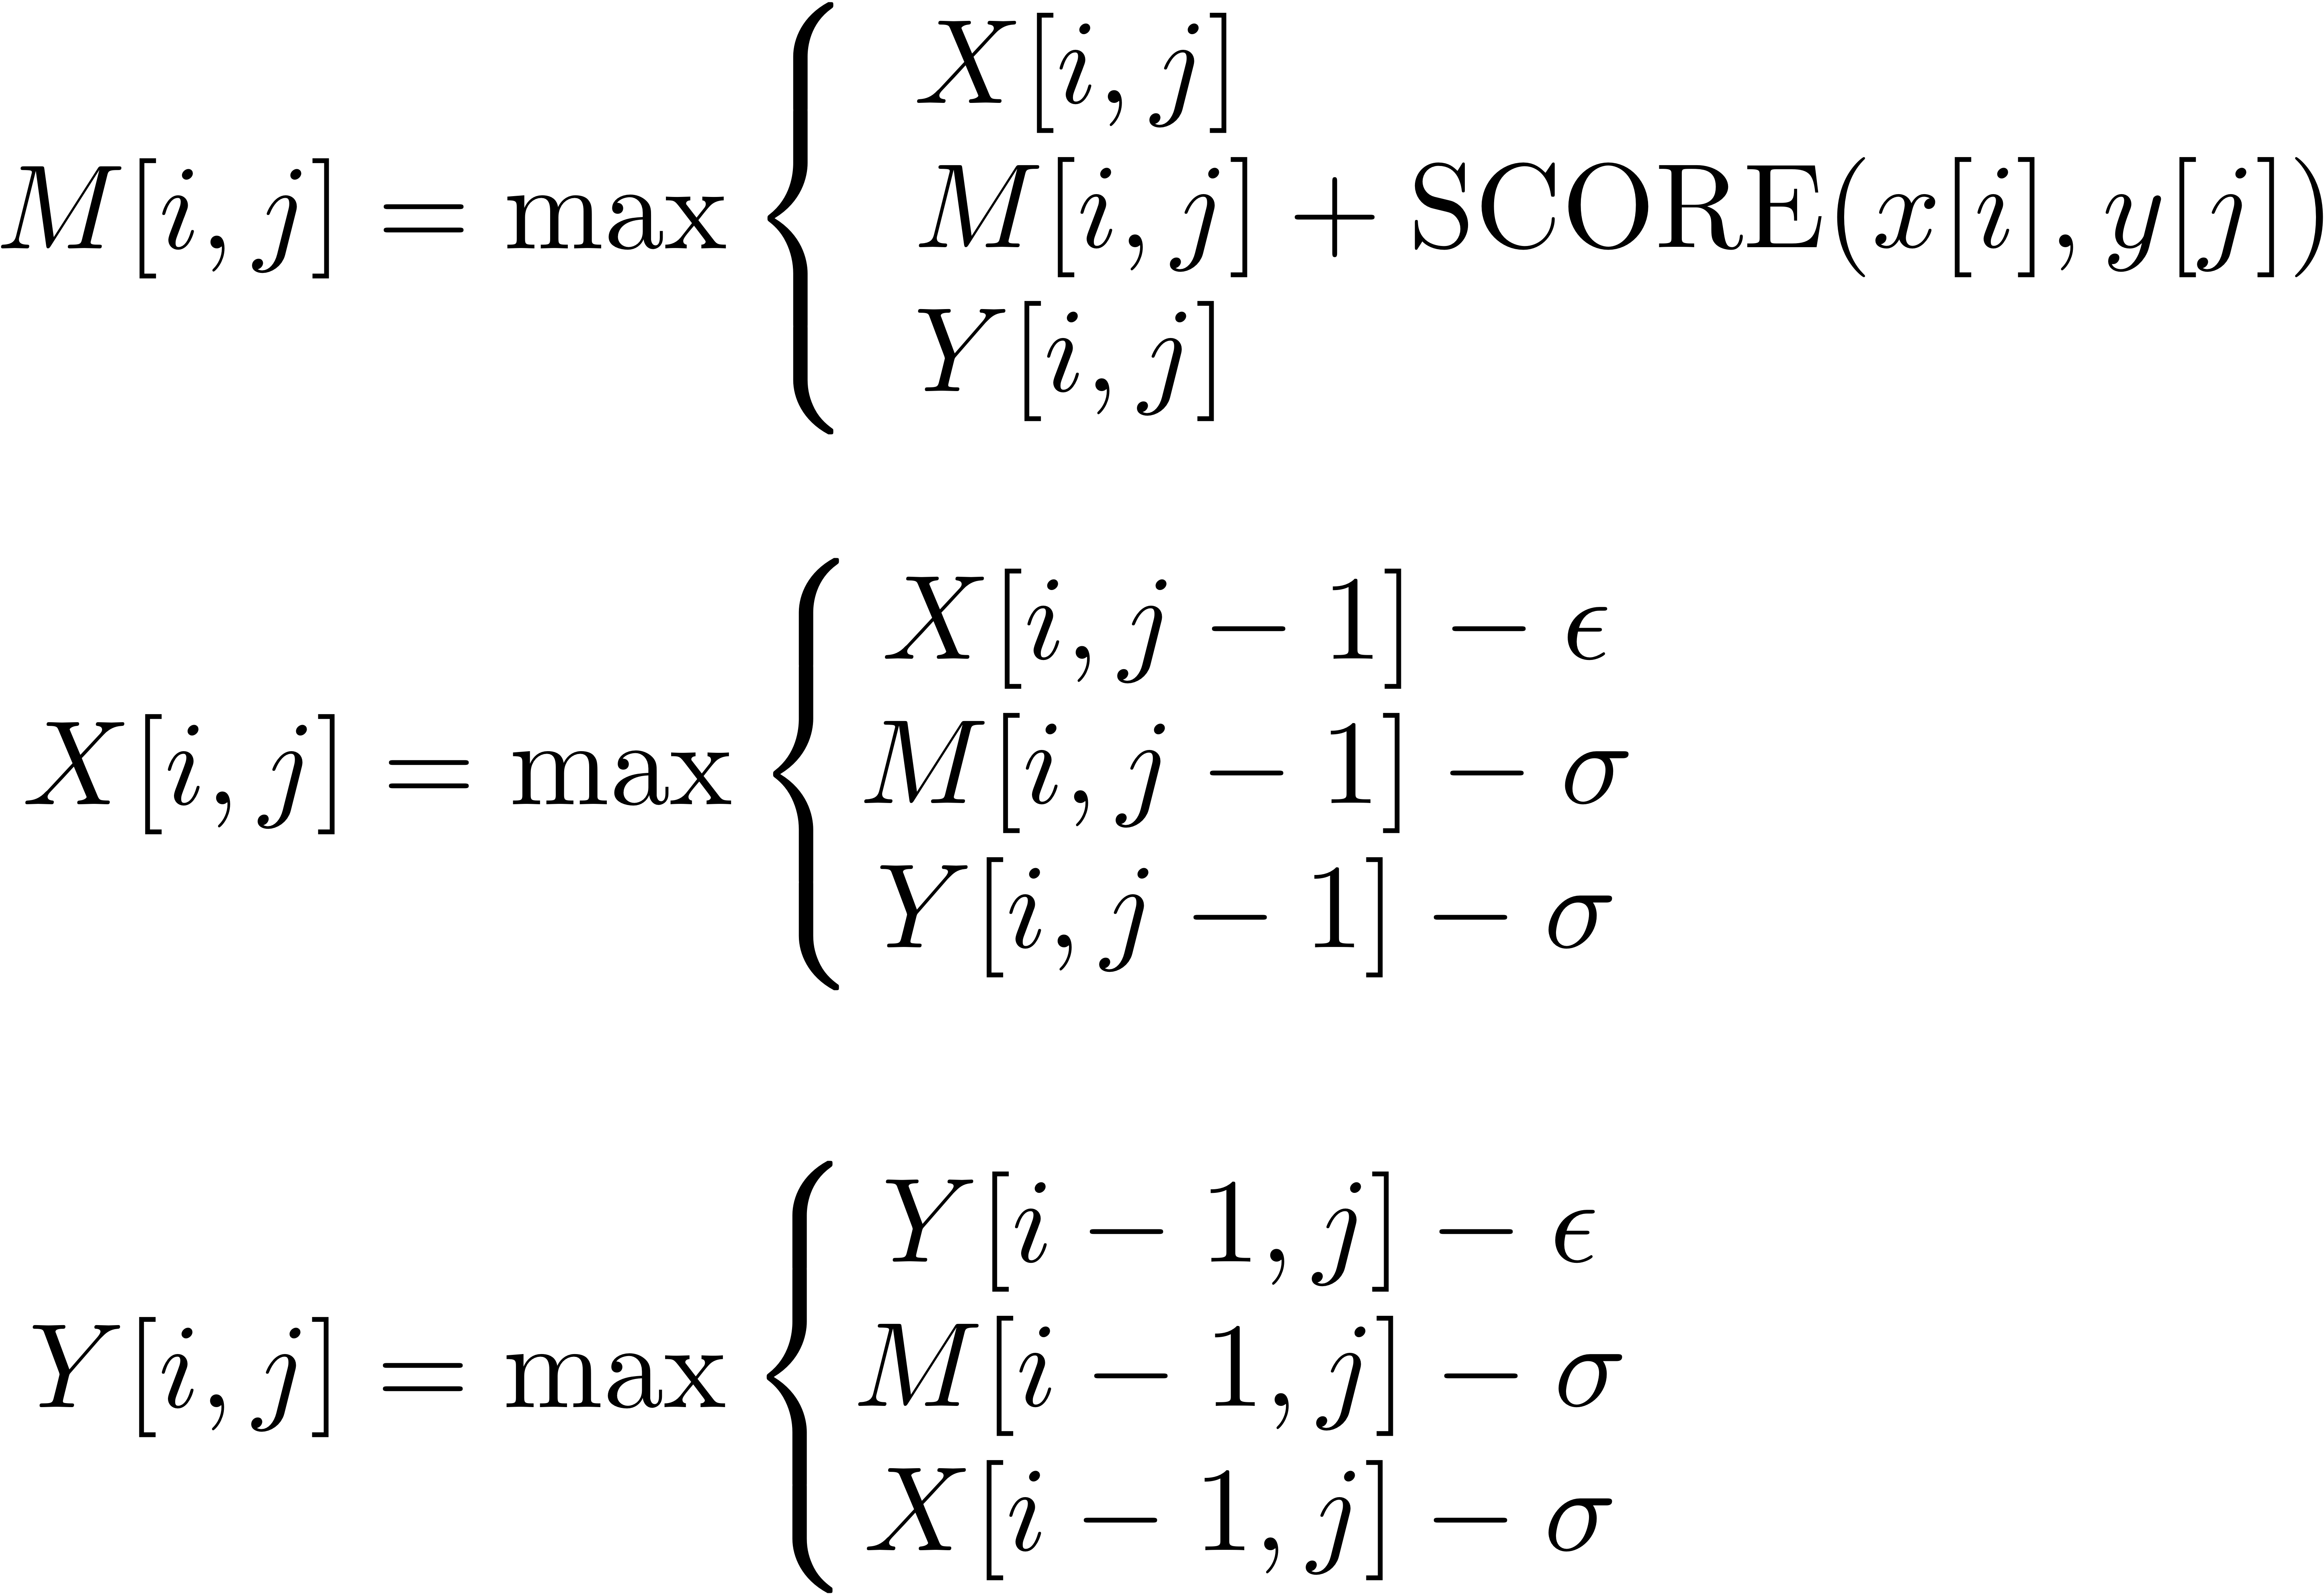 X[i, j]
M[i, j] = max { M[i, j] + SCORE(x[i], y[j])
Y[i, j]
X[i, j − 1] − ϵ
X[i, j] = max { M[i, j − 1] − σ
Y[i, j − 1] − σ
Y[i − 1, j] − ϵ
Y[i, j] = max { M[i − 1, j] − σ
X[i − 1, j] − σ